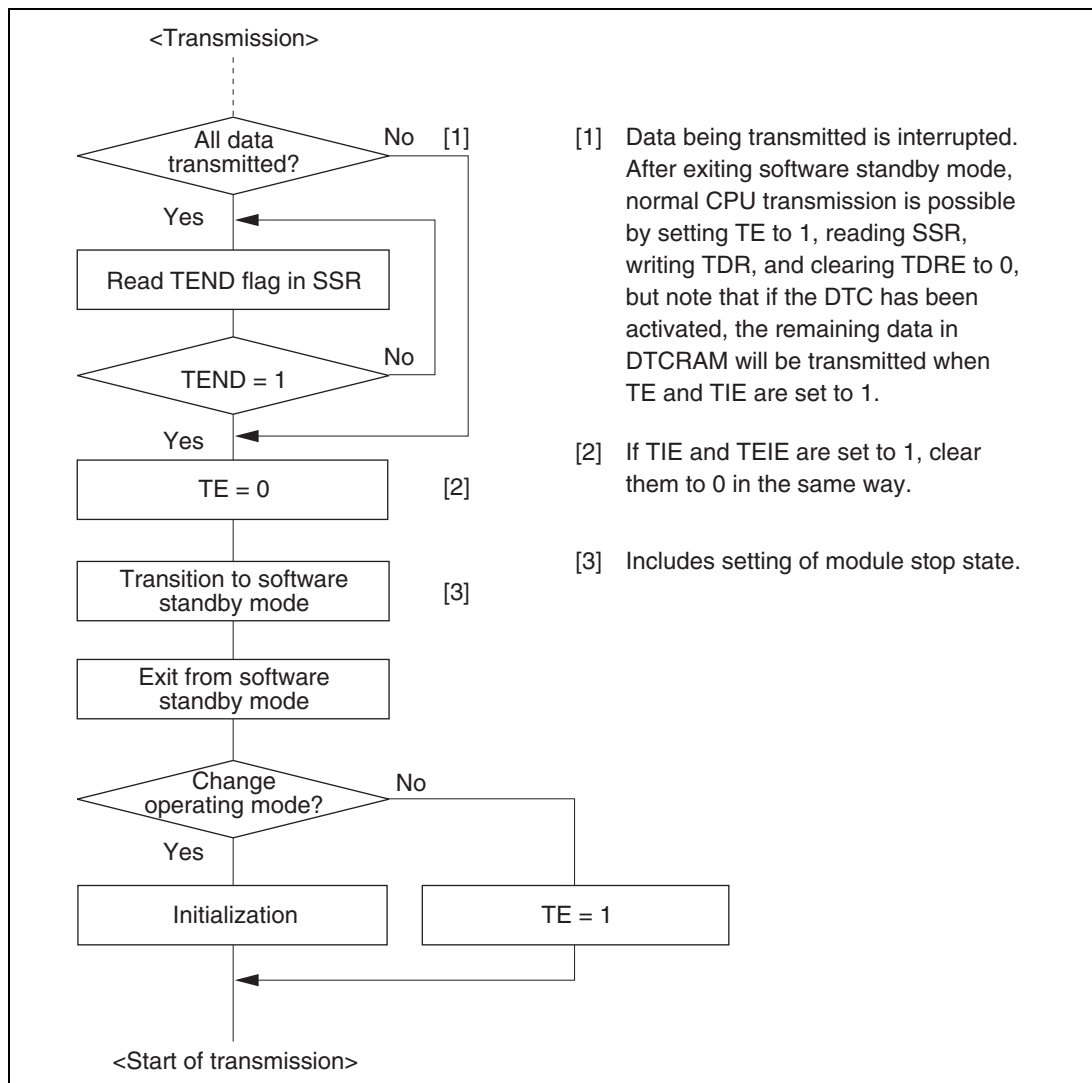 <Transmission>
All data
transmitted?
No [1]
Yes
Read TEND flag in SSR
No
TEND = 1
Yes
TE = 0
[2]
Transition to software
standby mode
[3]
Exit from software
standby mode
Change
operating mode?
No
Yes
Initialization
TE = 1
<Start of transmission>
[1] Data being transmitted is interrupted.
After exiting software standby mode,
normal CPU transmission is possible
by setting TE to 1, reading SSR,
writing TDR, and clearing TDRE to 0,
but note that if the DTC has been
activated, the remaining data in
DTCRAM will be transmitted when
TE and TIE are set to 1.
[2] If TIE and TEIE are set to 1, clear
them to 0 in the same way.
[3] Includes setting of module stop state.